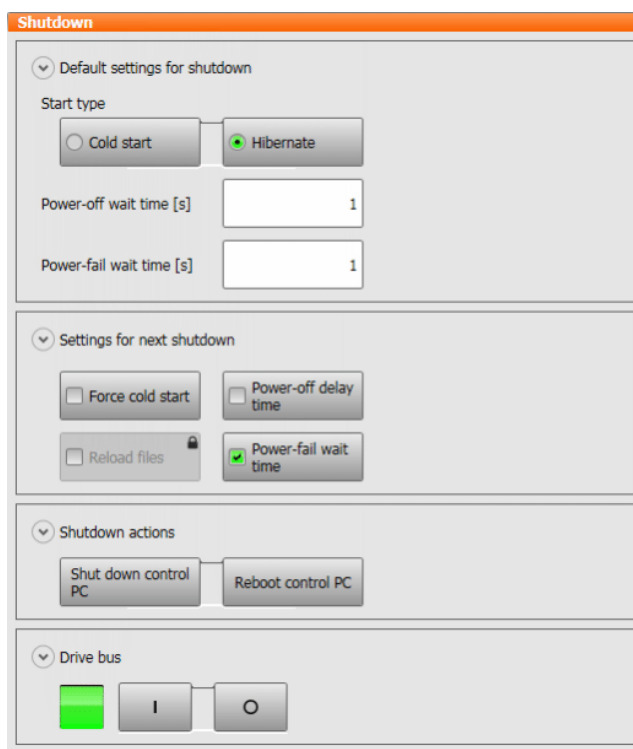 Shutdown
Default settings for shutdown
Start type
Cold start
Hibernate
Power-off wait time [s]
1
Power-fail wait time [s]
1
Settings for next shutdown
Force cold start
Power-off delay
time
Reload files
Power-fail wait
time
Shutdown actions
Shut down control
PC
Reboot control PC
Drive bus
I
O